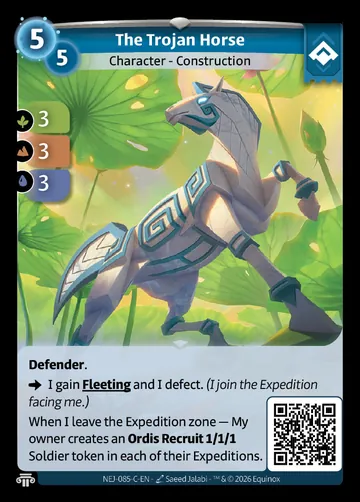 5
5
The Trojan Horse
Character - Construction
3
3
3
Defender.
I gain Fleeting and I defect. (I join the Expedition
facing me.)
When I leave the Expedition zone — My
owner creates an Ordis Recruit 1/1/1
Soldier token in each of their Expeditions.
NEJ-085-C-EN - Saeed Jalabi - ™ & © 2026 Equinox